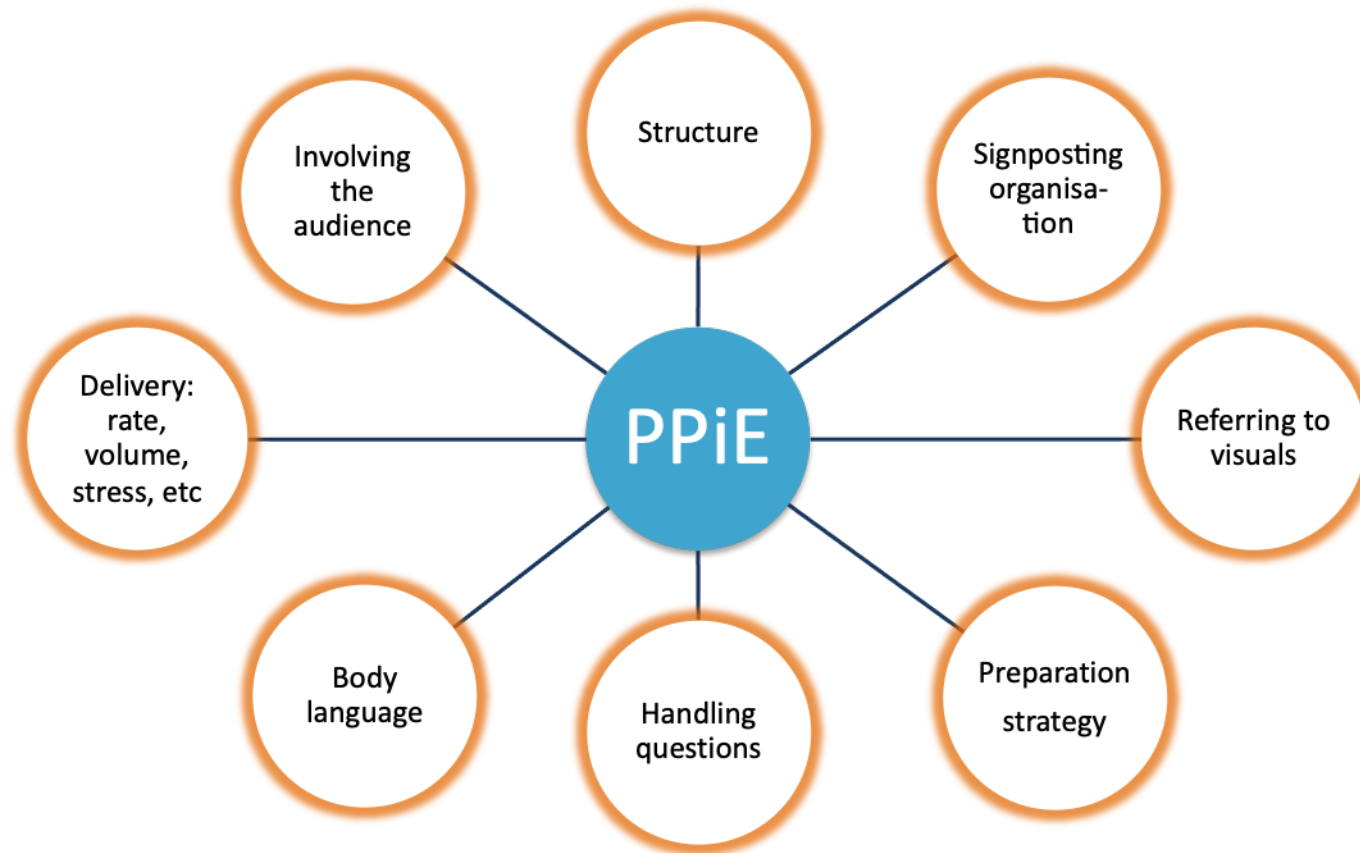 Structure
Involving
the
audience
Signposting
organisa-
tion
Delivery:
rate,
volume,
stress, etc
PPiE
Referring to
visuals
Body
language
Handling
questions
Preparation
strategy